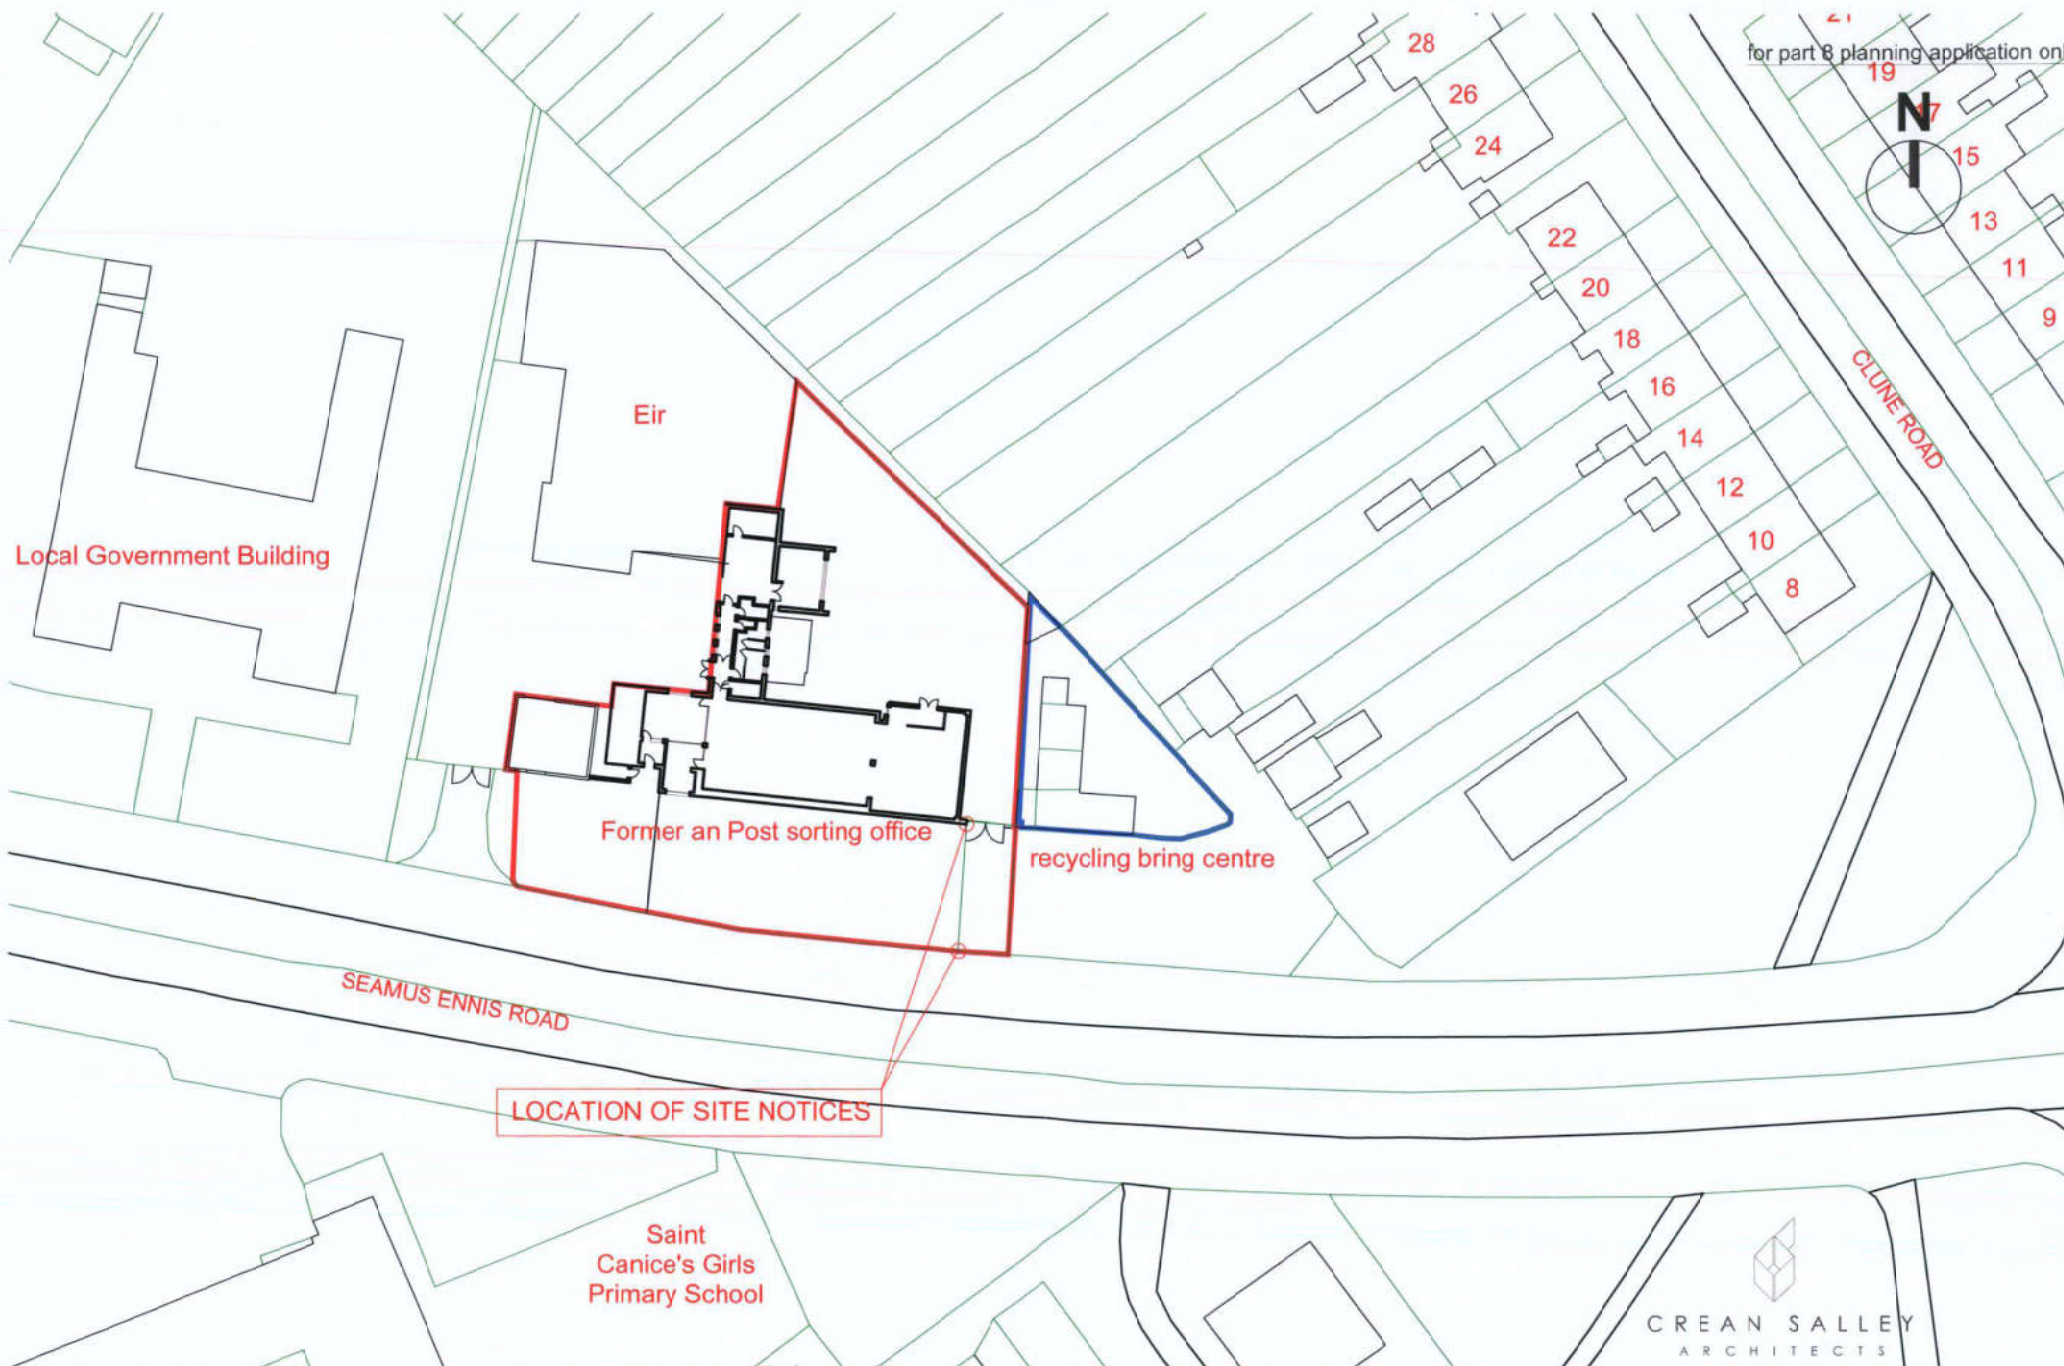 for part 8 planning application on
N
28
26
24
22
20
18
16
14
12
10
8
19
17
15
13
11
9
CLUNE ROAD
Eir
Local Government Building
Former an Post sorting office
recycling bring centre
SEAMUS ENNIS ROAD
LOCATION OF SITE NOTICES
Saint
Canice's Girls
Primary School
CREAN SALLEY
ARCHITECTS